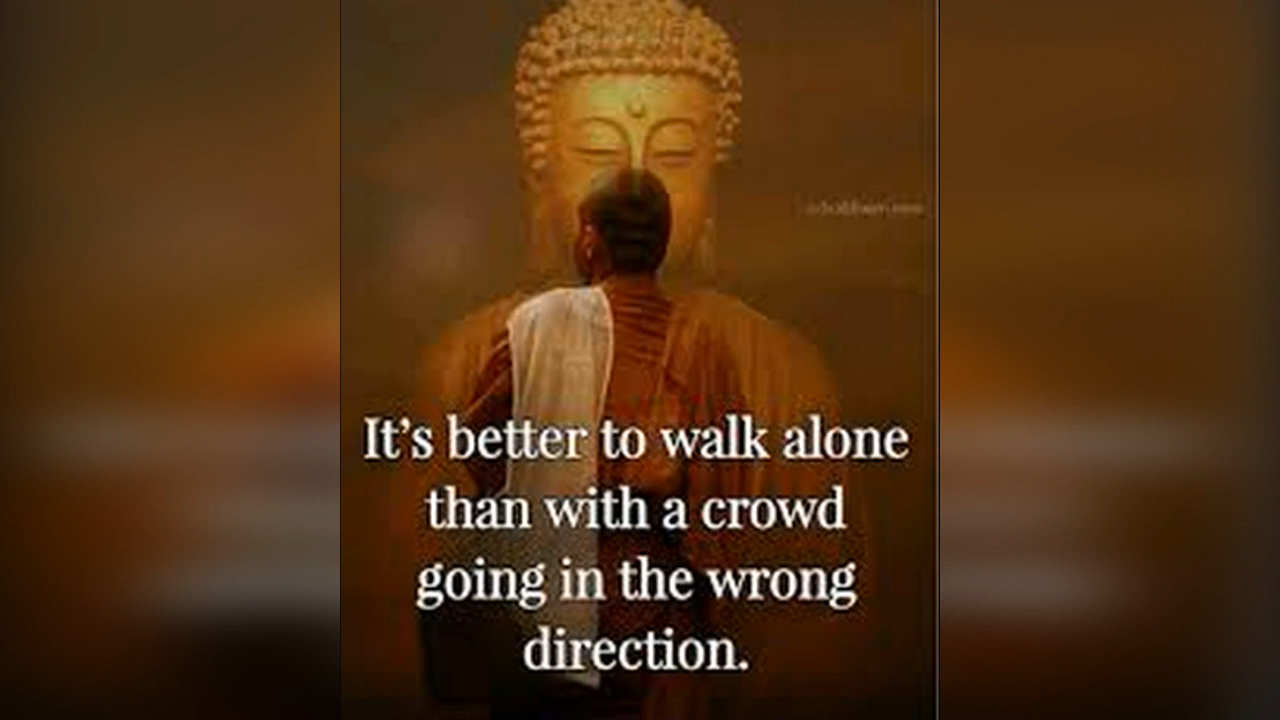 It’s better to walk alone
than with a crowd
going in the wrong
direction.